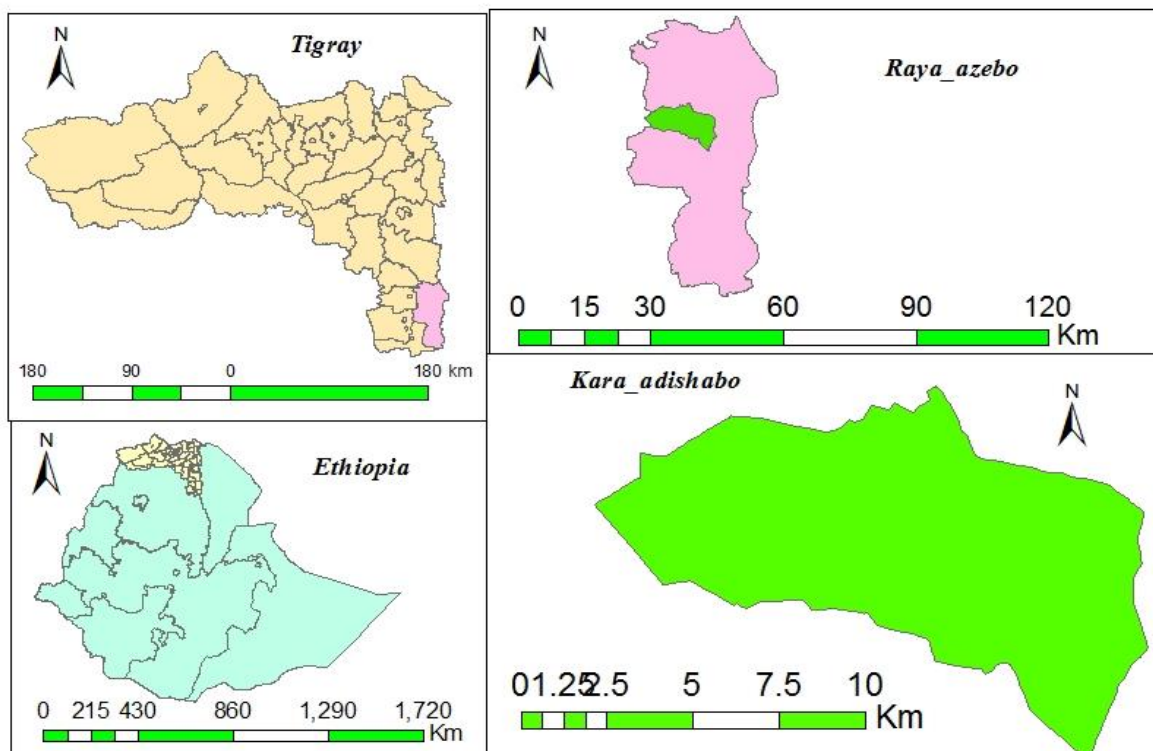 N
Tigray
180 90 0 180 km
N
Raya_azebo
0 15 30 60 90 120
Km
N
Ethiopia
0 215 430 860 1,290 1,720
Km
Kara_adishabo
N
01.252.5 5 7.5 10
Km